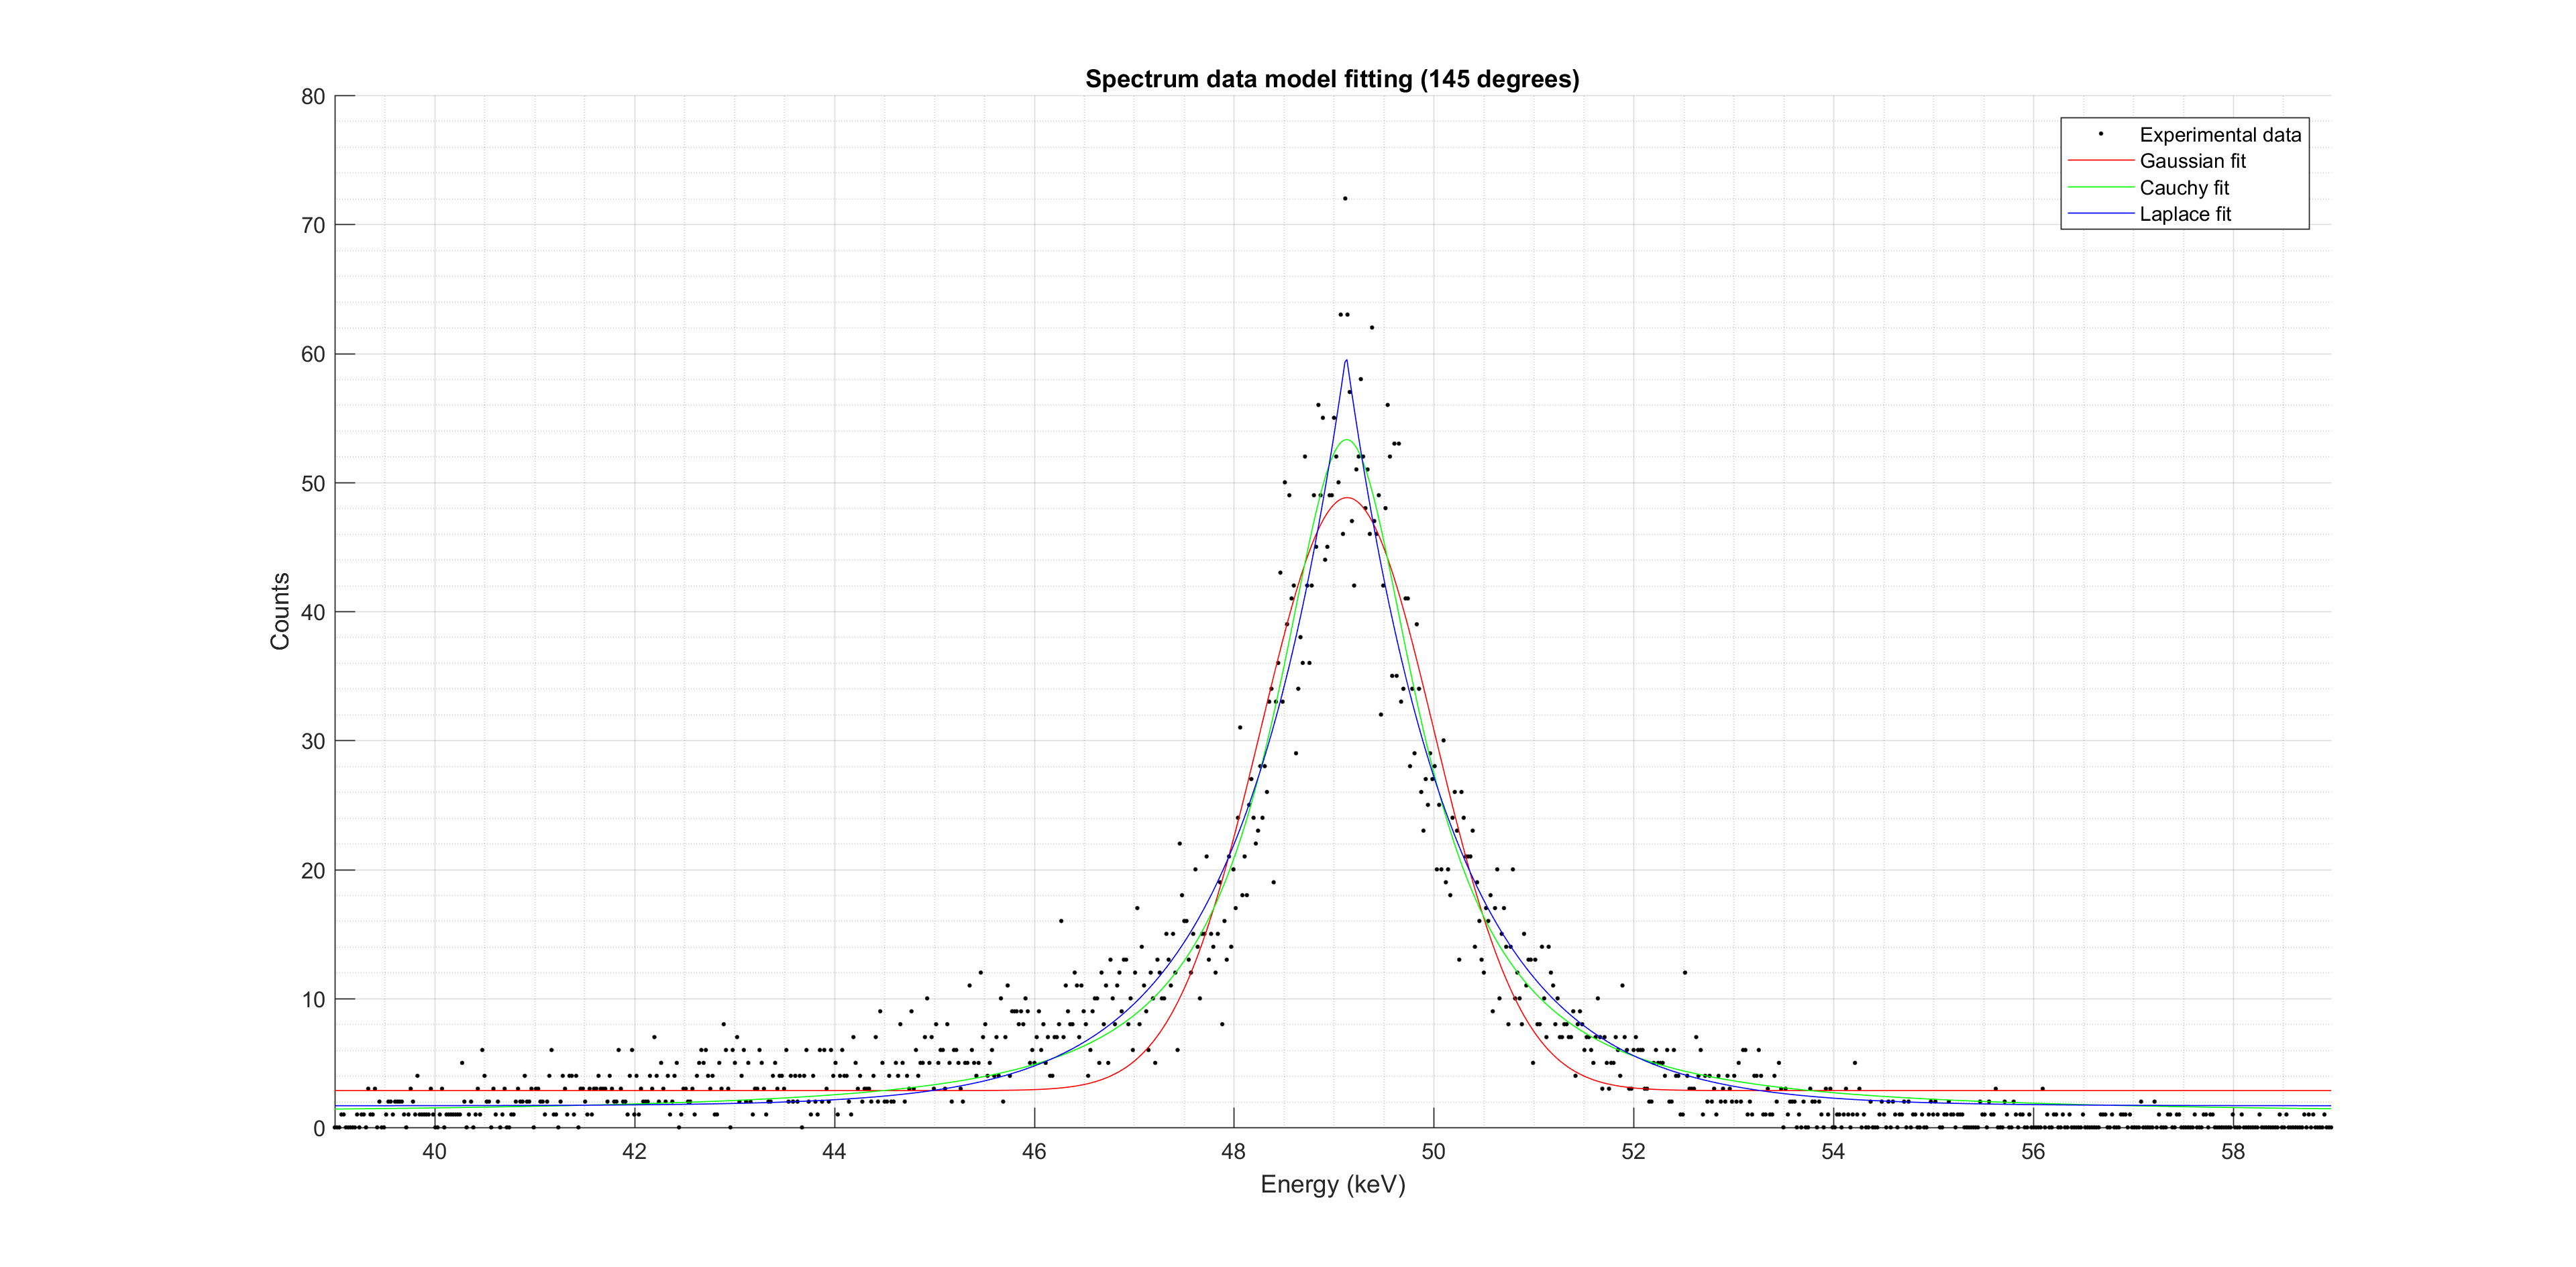 Spectrum data model fitting (145 degrees)
Experimental data
Gaussian fit
Cauchy fit
Laplace fit
80
70
60
50
40
30
20
10
0
Counts
40 42 44 46 48 50 52 54 56 58
Energy (keV)